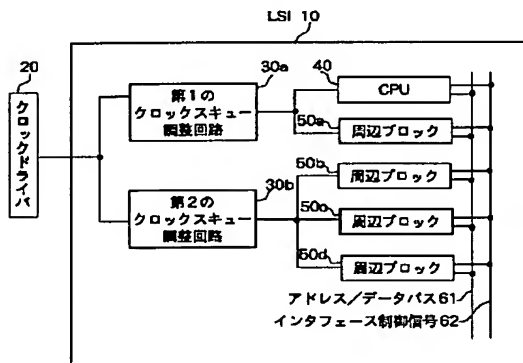 LSI 10
20
クロックドライバ
30a
第1の
クロックスキュー
調整回路
40
CPU
50a
周辺ブロック
30b
第2の
クロックスキュー
調整回路
50b
周辺ブロック
50c
周辺ブロック
50d
周辺ブロック
アドレス／データバス61
インタフェース制御信号62